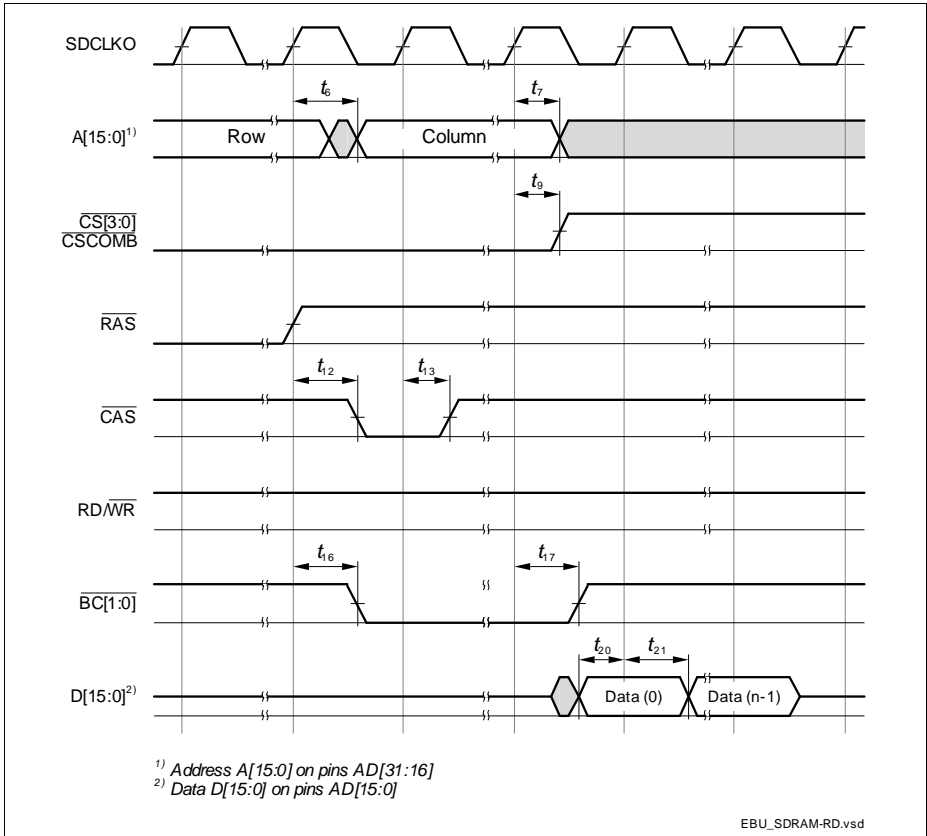 SDCLKO
t6 t7
A[15:0]1) Row Column
t9
CS[3:0]
CSCOMB
RAS
t12 t13
CAS
RD/WR
t16 t17
BC[1:0]
t20 t21
D[15:0]2) Data (0) Data (n-1)
1) Address A[15:0] on pins AD[31:16]
2) Data D[15:0] on pins AD[15:0]
EBU_SDRAM-RD.vsd